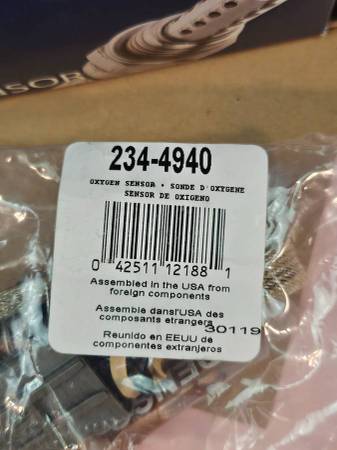 SENSOR
234-4940
OXYGEN SENSOR • SONDE D'OXYGENE
SENSOR DE OXIGENO
0 42511 12188 1
Assembled in the USA from
foreign components
Assemble dansl'USA des
composants etrangers
30119
Reunido en EEUU de
componentes extranjeros